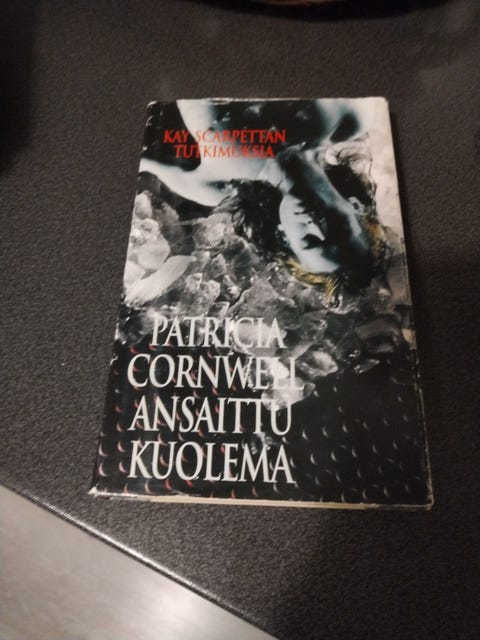 KAY SCARPETTAN
TUTKIMUKSIA
PATRICIA
CORNWELL
ANSAITTU
KUOLEMA